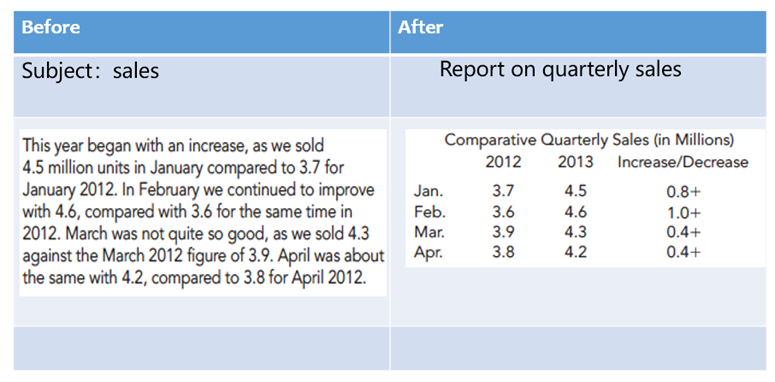 Before
After
Subject： sales
Report on quarterly sales
This year began with an increase, as we sold
4.5 million units in January compared to 3.7 for
January 2012. In February we continued to improve
with 4.6, compared with 3.6 for the same time in
2012. March was not quite so good, as we sold 4.3
against the March 2012 figure of 3.9. April was about
the same with 4.2, compared to 3.8 for April 2012.
Comparative Quarterly Sales (in Millions)
2012 2013 Increase/Decrease
Jan. 3.7 4.5 0.8+
Feb. 3.6 4.6 1.0+
Mar. 3.9 4.3 0.4+
Apr. 3.8 4.2 0.4+